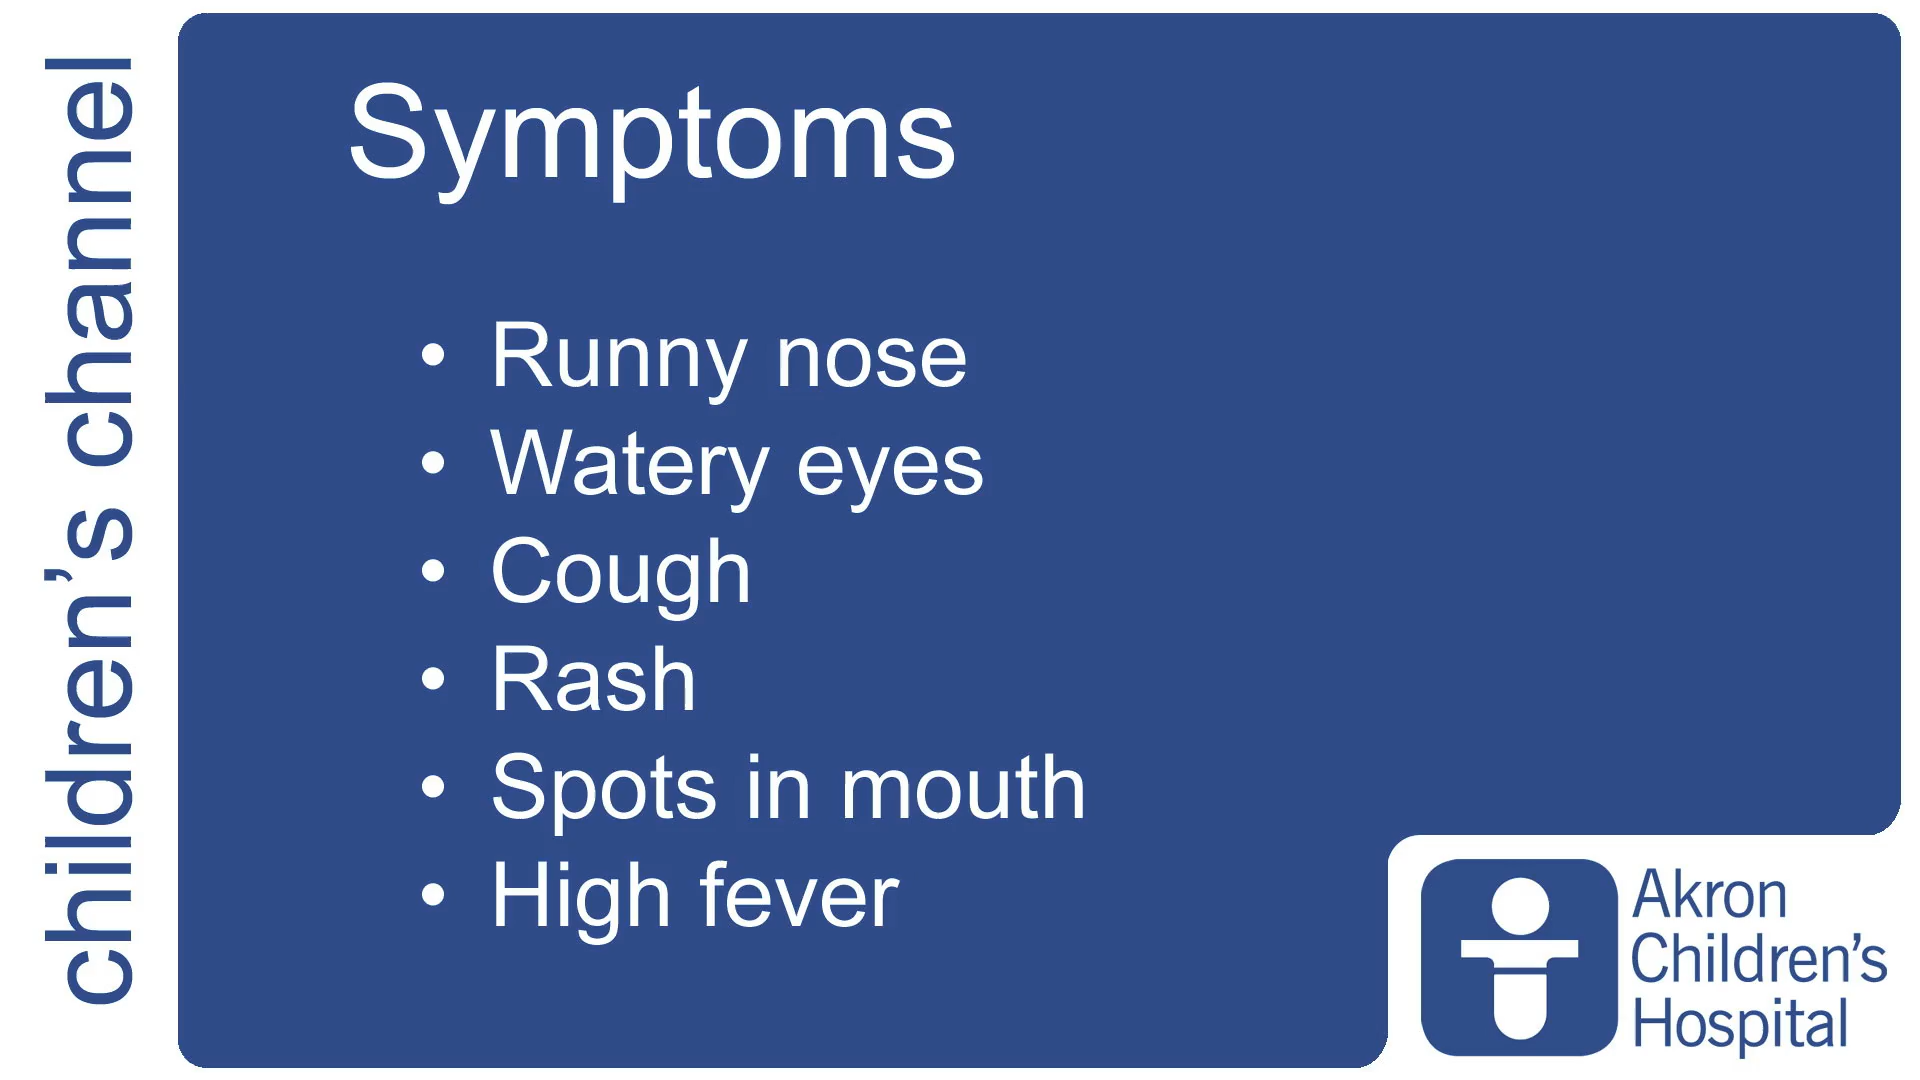 children's channel
Symptoms
• Runny nose
• Watery eyes
• Cough
• Rash
• Spots in mouth
• High fever
Akron
Children's
Hospital